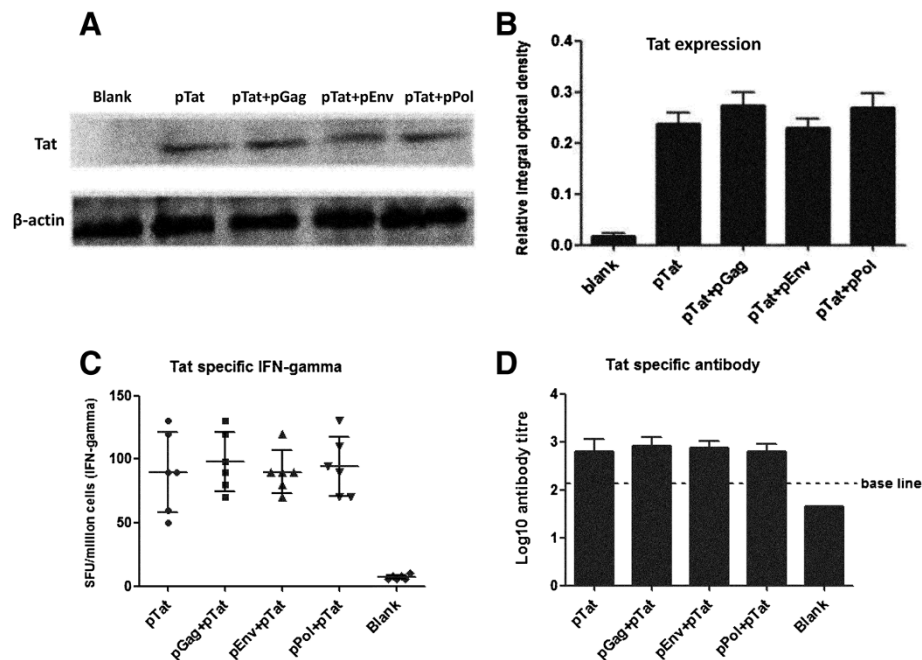 A
Blank pTat pTat+pGag pTat+pEnv pTat+pPol
Tat
β-actin
B
Tat expression
Relative Integral optical density
0.4
0.3
0.2
0.1
0.0
blank
pTat
pTat+pGag
pTat+pEnv
pTat+pPol
C
Tat specific IFN-gamma
SFU/million cells (IFN-gamma)
150
100
50
0
pTat
pGag+pTat
pEnv+pTat
pPol+pTat
Blank
D
Tat specific antibody
Log10 antibody titre
4
3
2
1
0
base line
pTat
pGag+pTat
pEnv+pTat
pPol+pTat
Blank